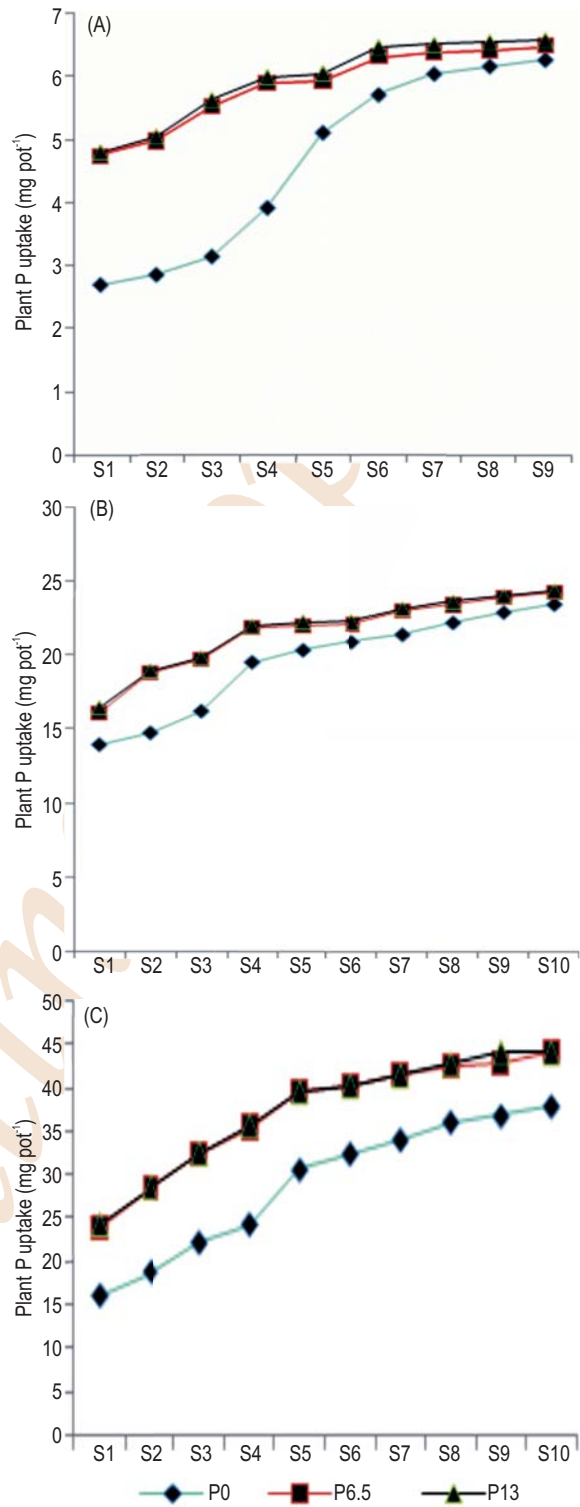 (A)
Plant P uptake (mg pot⁻¹)
7
6
5
4
3
2
1
0
S1 S2 S3 S4 S5 S6 S7 S8 S9
(B)
Plant P uptake (mg pot⁻¹)
30
25
20
15
10
5
0
S1 S2 S3 S4 S5 S6 S7 S8 S9 S10
(C)
Plant P uptake (mg pot⁻¹)
50
45
40
35
30
25
20
15
10
5
0
S1 S2 S3 S4 S5 S6 S7 S8 S9 S10
P0 P6.5 P13